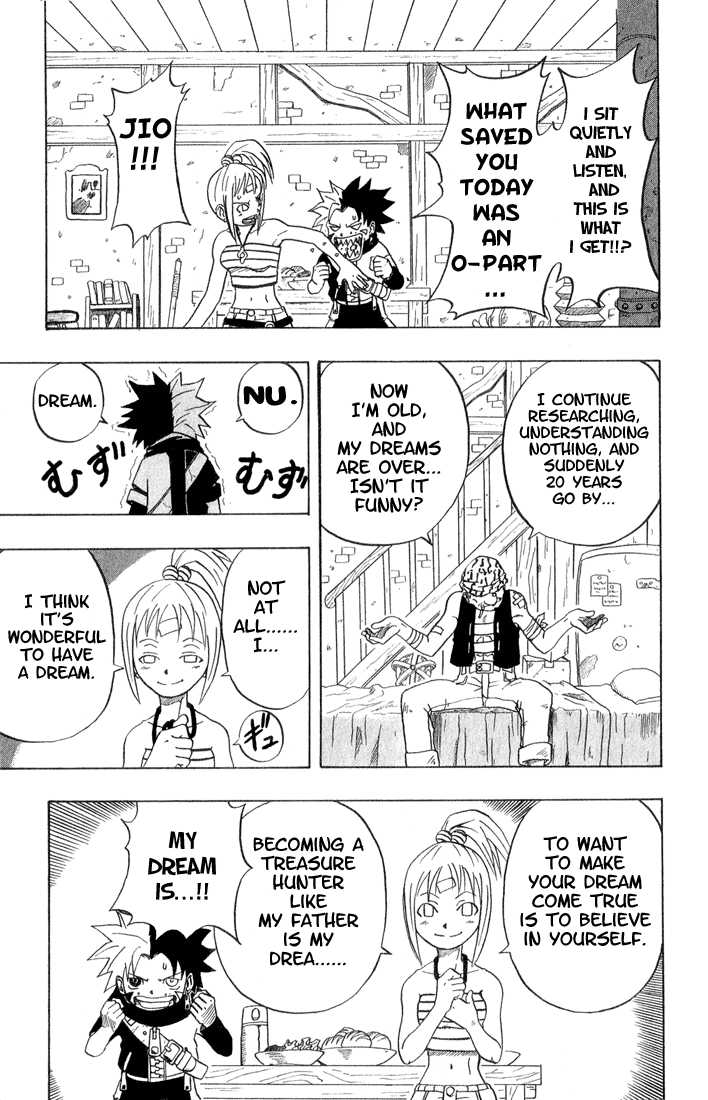 I SIT
QUIETLY
AND
LISTEN,
AND
THIS IS
WHAT
I GET!!?
WHAT
SAVED
YOU
TODAY
WAS
AN
O-PART
...
JIO
!!!
I CONTINUE
RESEARCHING,
UNDERSTANDING
NOTHING, AND
SUDDENLY
20 YEARS
GO BY...
NOW
I'M OLD,
AND
MY DREAMS
ARE OVER...
ISN'T IT
FUNNY?
NU.
むずっ
DREAM.
むずっ
NOT
AT
ALL......
I...
ギュ
I THINK
IT'S
WONDERFUL
TO HAVE
A DREAM.
TO WANT
TO MAKE
YOUR DREAM
COME TRUE
IS TO BELIEVE
IN YOURSELF.
BECOMING A
TREASURE
HUNTER
LIKE
MY FATHER
IS MY
DREA......
MY
DREAM
IS...!!